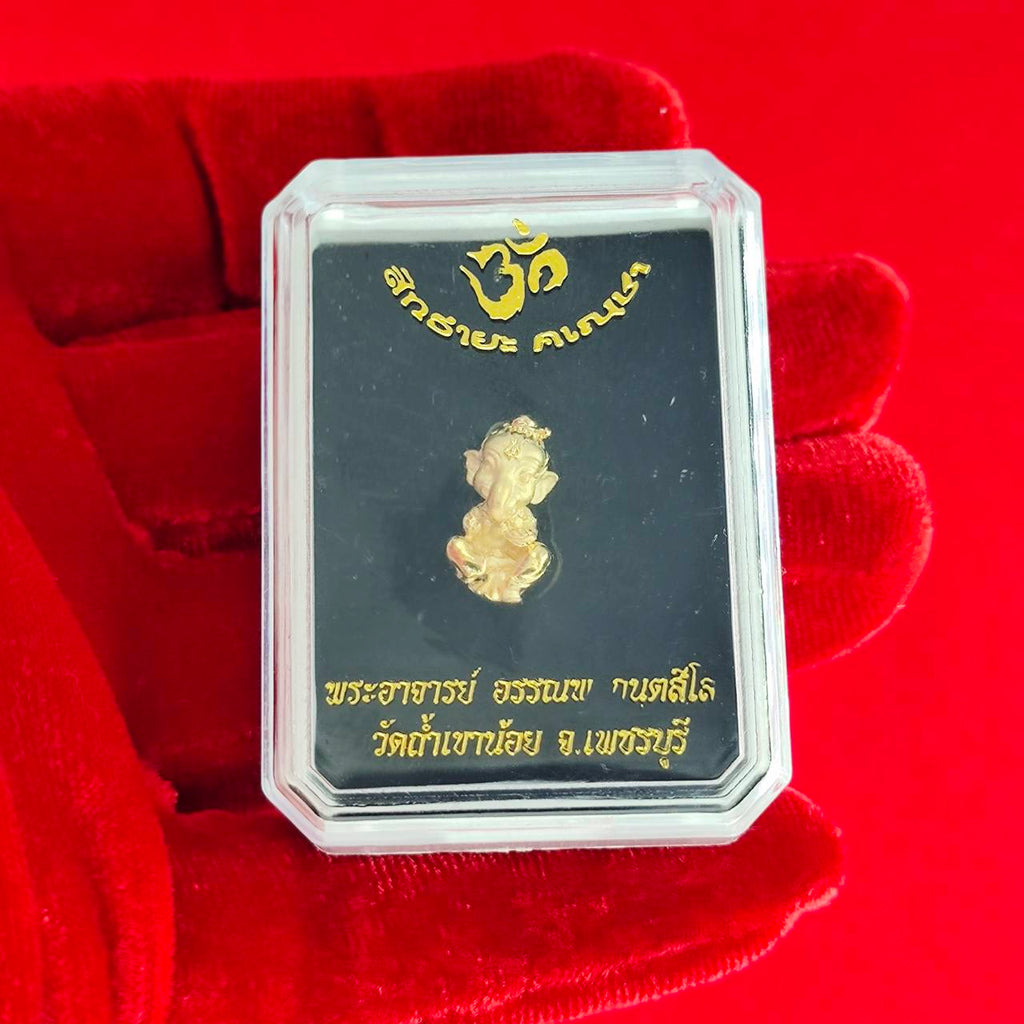 สิทธายะ คเณษา
พระอาจารย์ อรรณพ กนฺตสีโล
วัดถ้ำเขาน้อย จ.เพชรบุรี